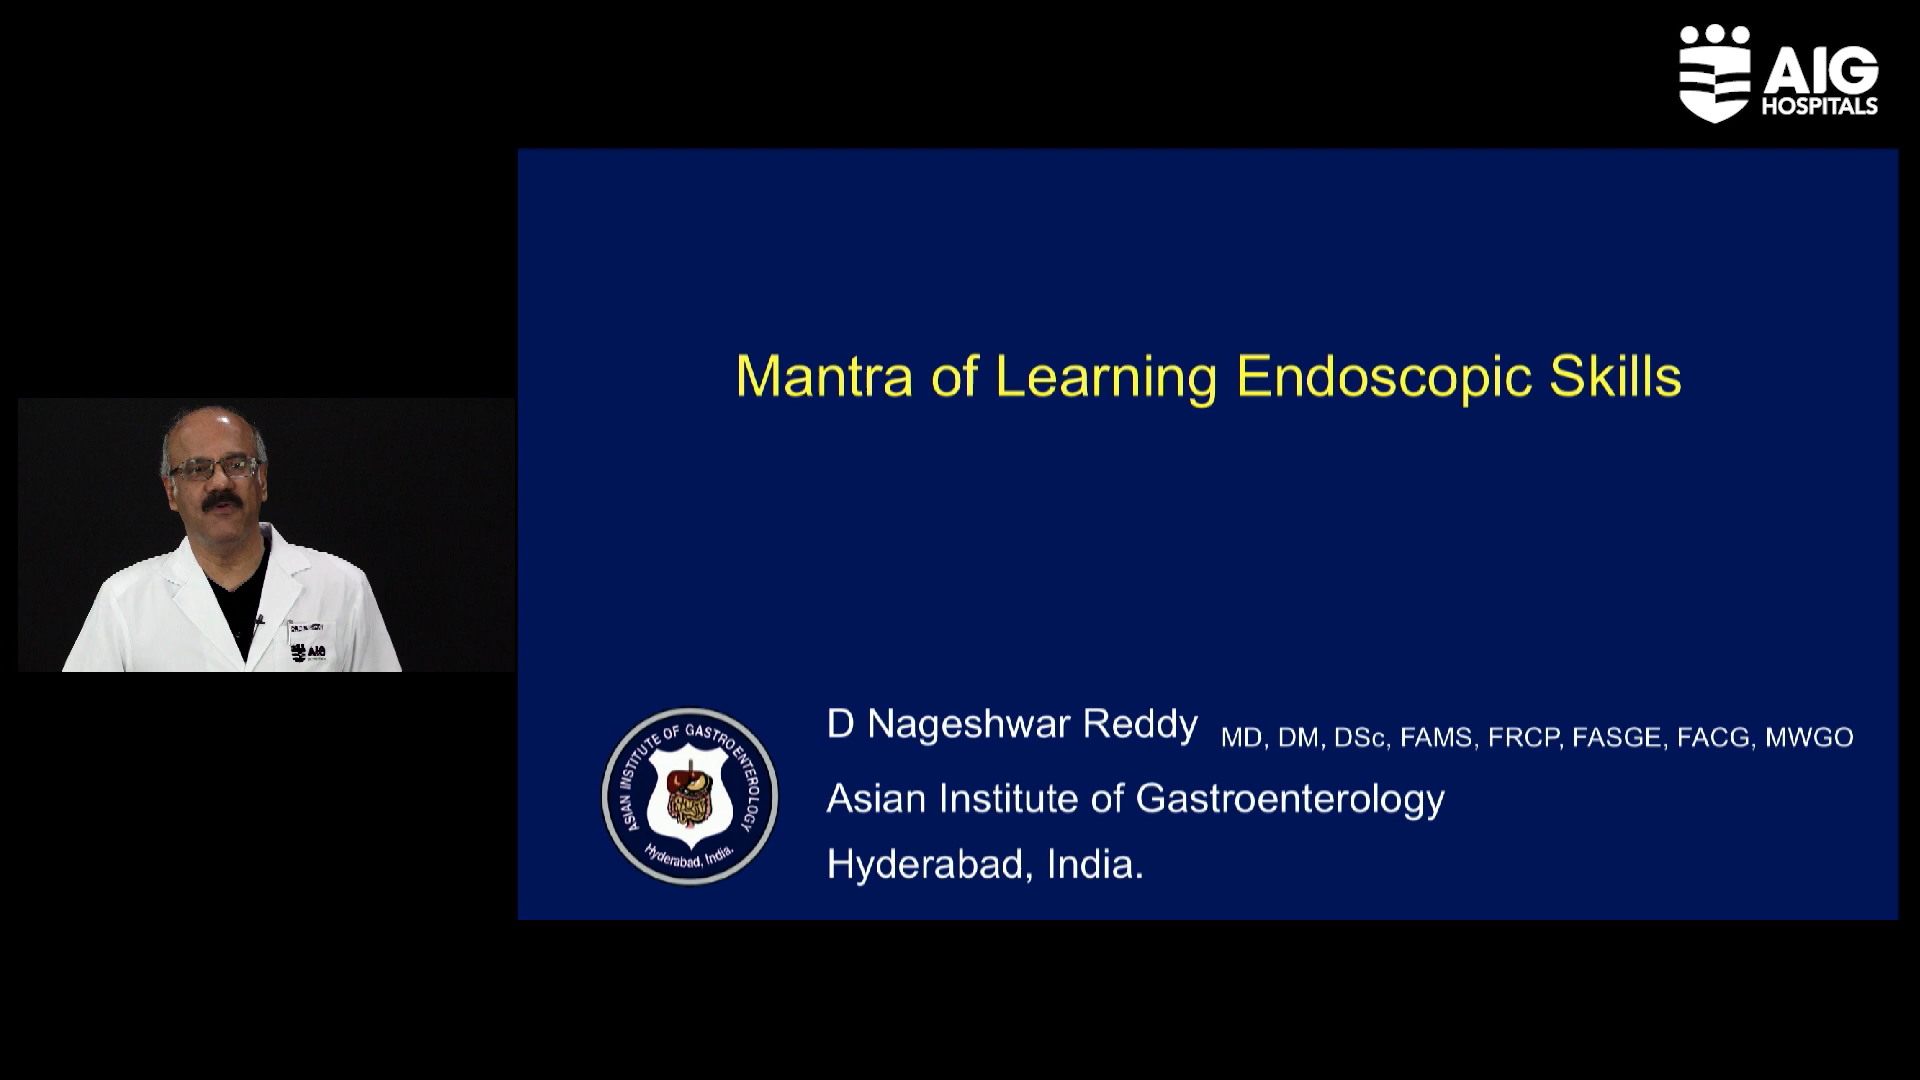 AIG
HOSPITALS
Mantra of Learning Endoscopic Skills
D Nageshwar Reddy MD, DM, DSc, FAMS, FRCP, FASGE, FACG, MWGO
Asian Institute of Gastroenterology
Hyderabad, India.
ASIAN INSTITUTE OF GASTROENTEROLOGY
Hyderabad, India.
AIG